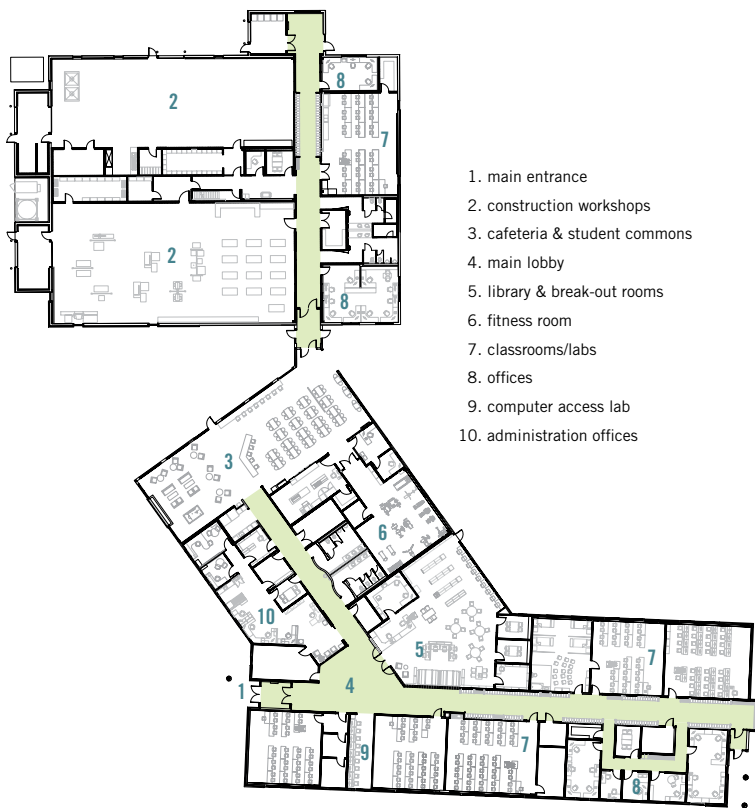 8
2
7
1. main entrance
2. construction workshops
3. cafeteria & student commons
4. main lobby
5. library & break-out rooms
6. fitness room
7. classrooms/labs
8. offices
9. computer access lab
10. administration offices
2
8
3
6
10
5
7
1
4
9
7
8